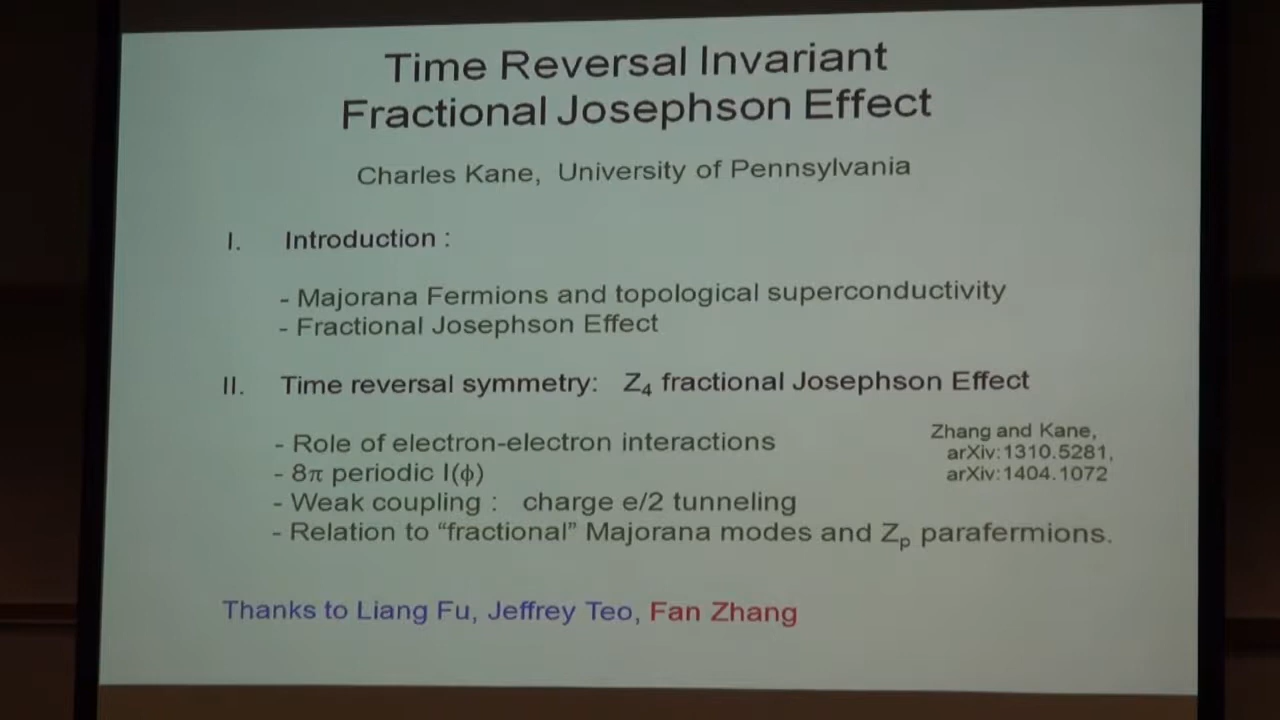 Time Reversal Invariant
Fractional Josephson Effect
Charles Kane, University of Pennsylvania
I. Introduction :
- Majorana Fermions and topological superconductivity
- Fractional Josephson Effect
II. Time reversal symmetry: Z₄ fractional Josephson Effect
- Role of electron-electron interactions
- 8π periodic I(ϕ)
- Weak coupling : charge e/2 tunneling
- Relation to “fractional” Majorana modes and Zₚ parafermions.
Zhang and Kane,
arXiv:1310.5281,
arXiv:1404.1072
Thanks to Liang Fu, Jeffrey Teo, Fan Zhang